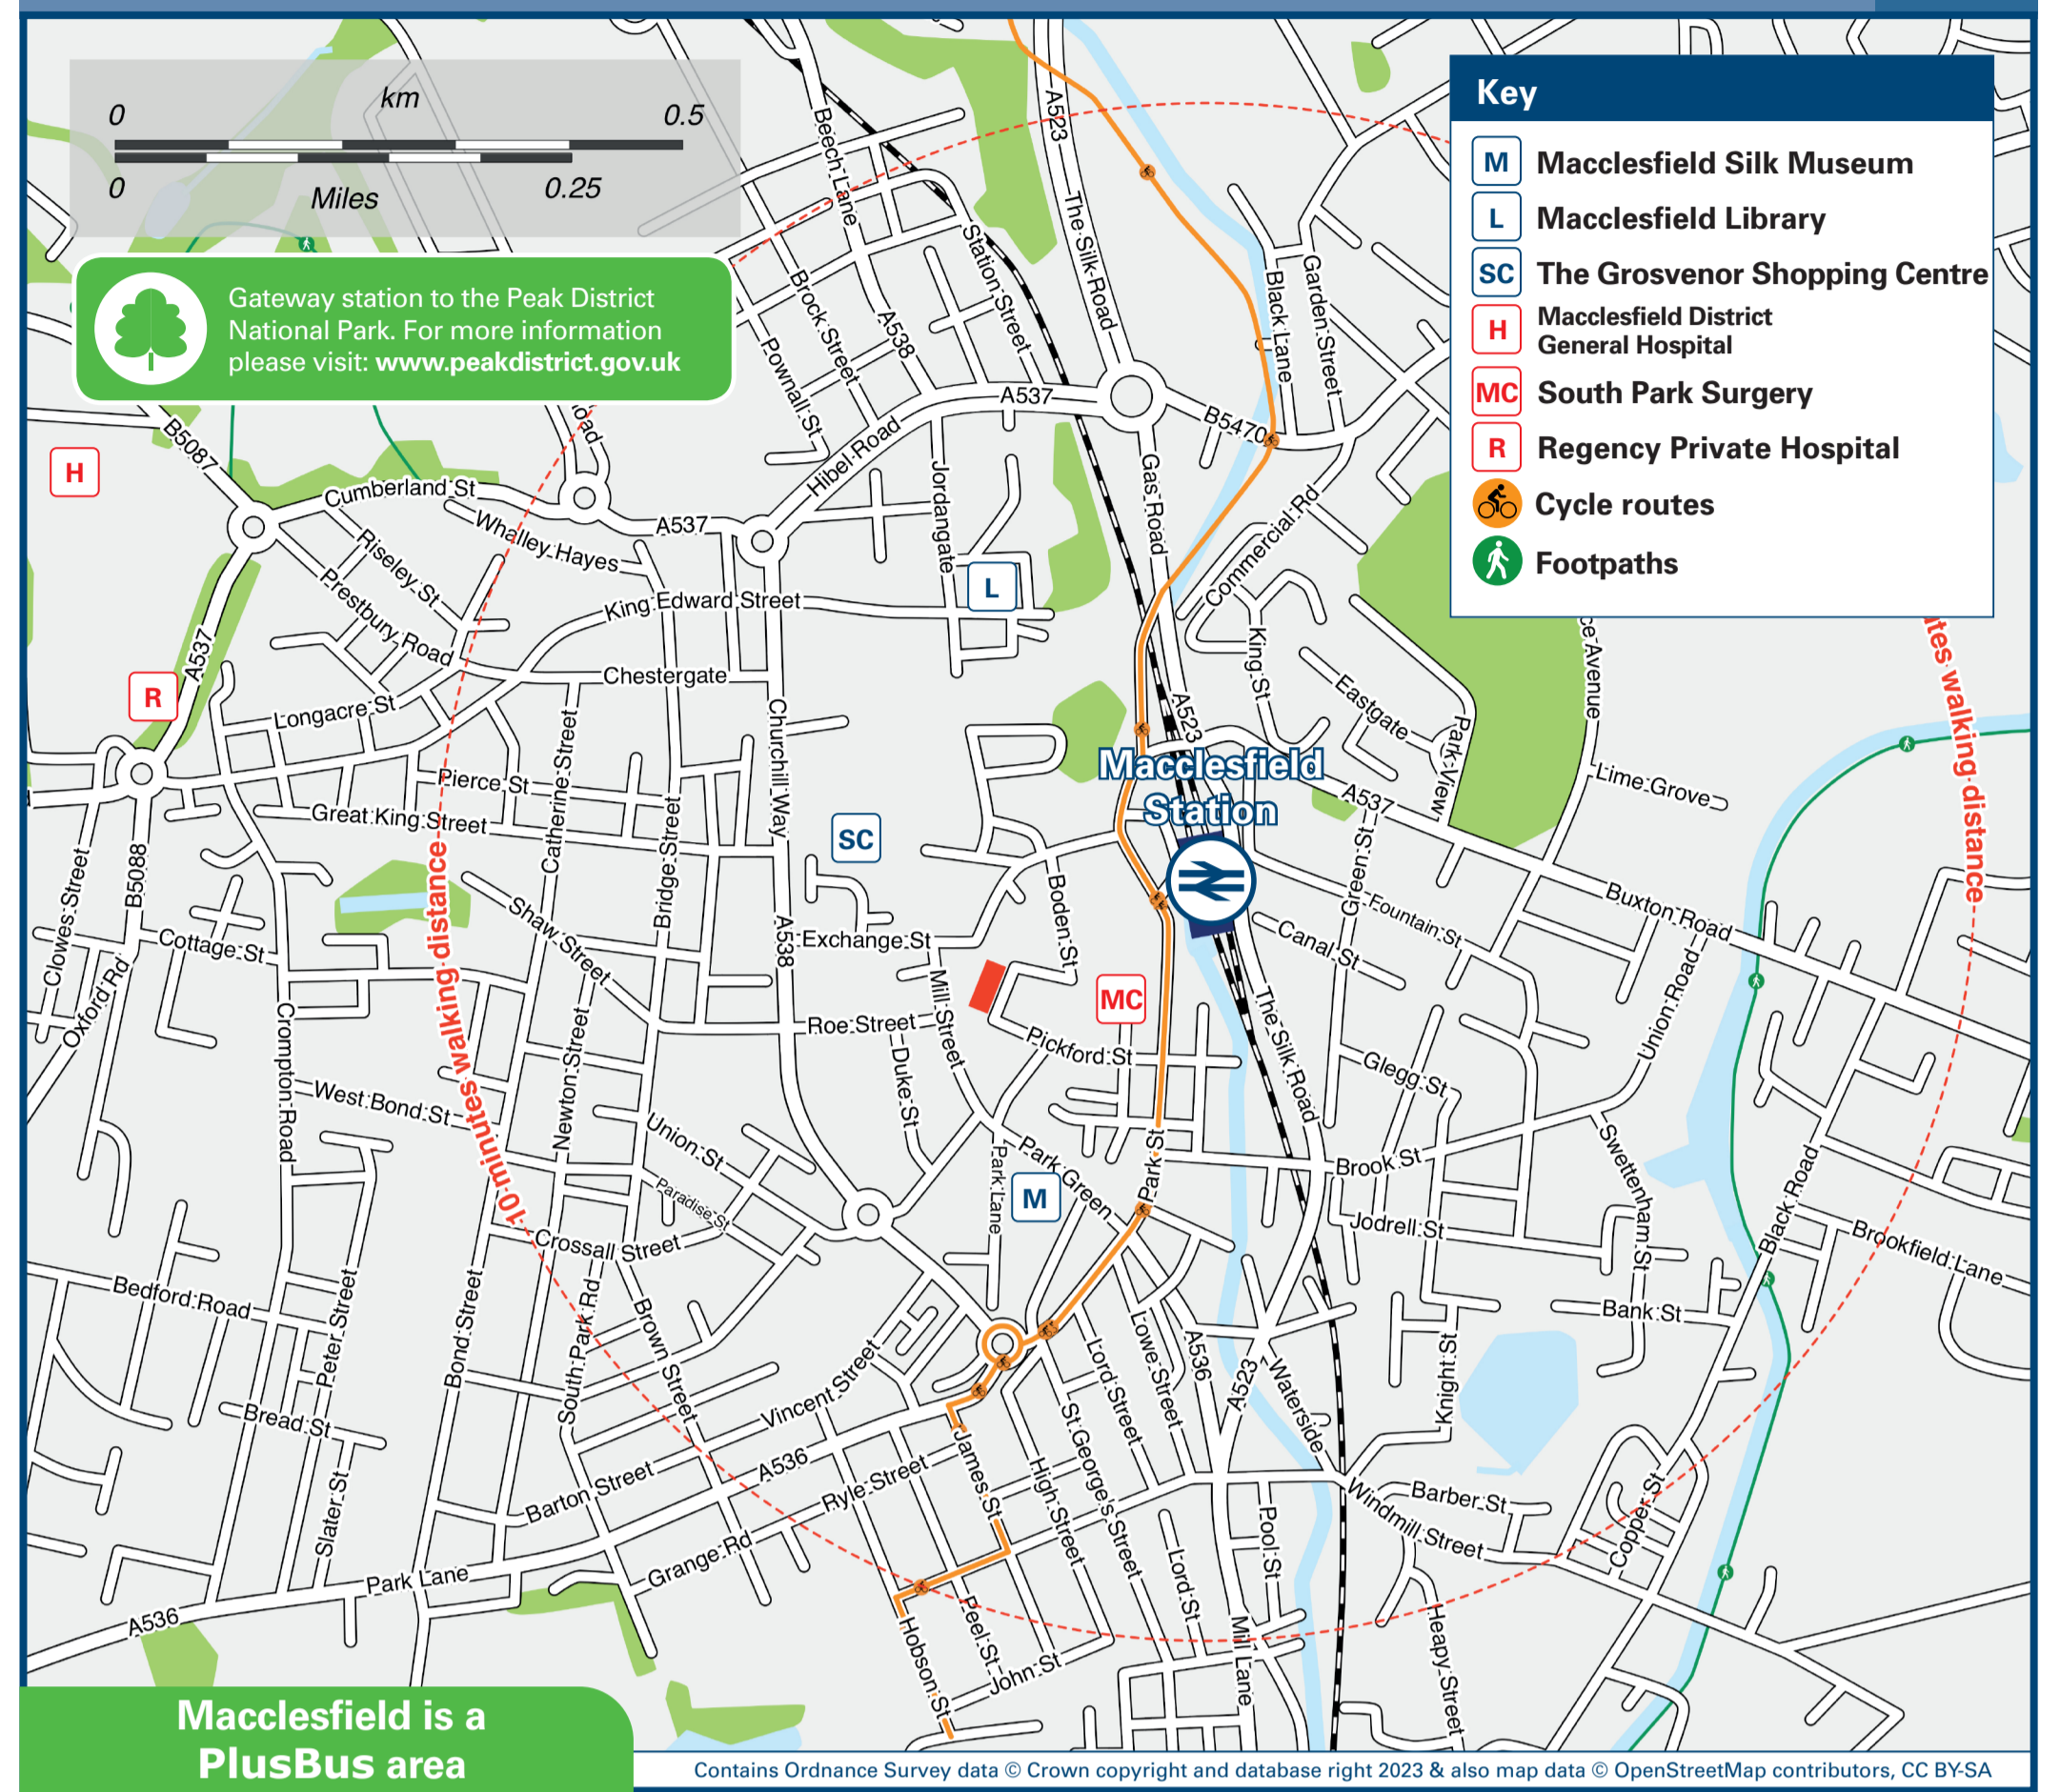 0
km
0.5
0
Miles
0.25
Gateway station to the Peak District
National Park. For more information
please visit: www.peakdistrict.gov.uk
Key
M
Macclesfield Silk Museum
L
Macclesfield Library
SC
The Grosvenor Shopping Centre
H
Macclesfield District
General Hospital
MC
South Park Surgery
R
Regency Private Hospital
Cycle routes
Footpaths
A523
Beech Lane
The Silk Road
Station Street
Brock Street
A538
Pownall St
Black Lane
Garden Street
A537
B5470
Hibel Road
B5087
H
Cumberland St
Whalley Hayes
A537
Jordangate
Gas Road
Commercial Rd
Riseley St
Prestbury Road
King Edward Street
L
King St
A537
R
Chestergate
Longacre St
Churchill Way
A523
Eastgate
Park View
Lime Grove
Macclesfield
Station
A537
Pierce St
Great King Street
Catherine Street
Bridge Street
SC
Green St
Buxton Road
Clowes Street
B5088
Boden St
Fountain St
Canal St
Cottage St
Shaw Street
A538
Exchange St
Mill Street
MC
Union Road
Oxford Rd
Crompton Road
Roe Street
Pickford St
The Silk Road
Glegg St
Newton Street
Duke St
West Bond St
Union St
Park Green
Park St
Brook St
Swettenham St
Black Road
Paradise St
Park Lane
M
Jodrell St
Brookfield Lane
Crossall Street
Bedford Road
Peter Street
Bond Street
South Park Rd
Brown Street
Bank St
Lord Street
Lowe Street
A536
A523
Waterside
Knight St
Vincent Street
St George's Street
Bread St
Slater St
Barton Street
A536
Ryle Street
James St
High Street
Barber St
Windmill Street
Copper St
Pool St
Grange Rd
Park Lane
Lord St
A536
Peel St
Hobson St
John St
Mill Lane
Heapy Street
10 minutes walking distance
walking distance
Macclesfield is a
PlusBus area
Contains Ordnance Survey data © Crown copyright and database right 2023 & also map data © OpenStreetMap contributors, CC BY-SA